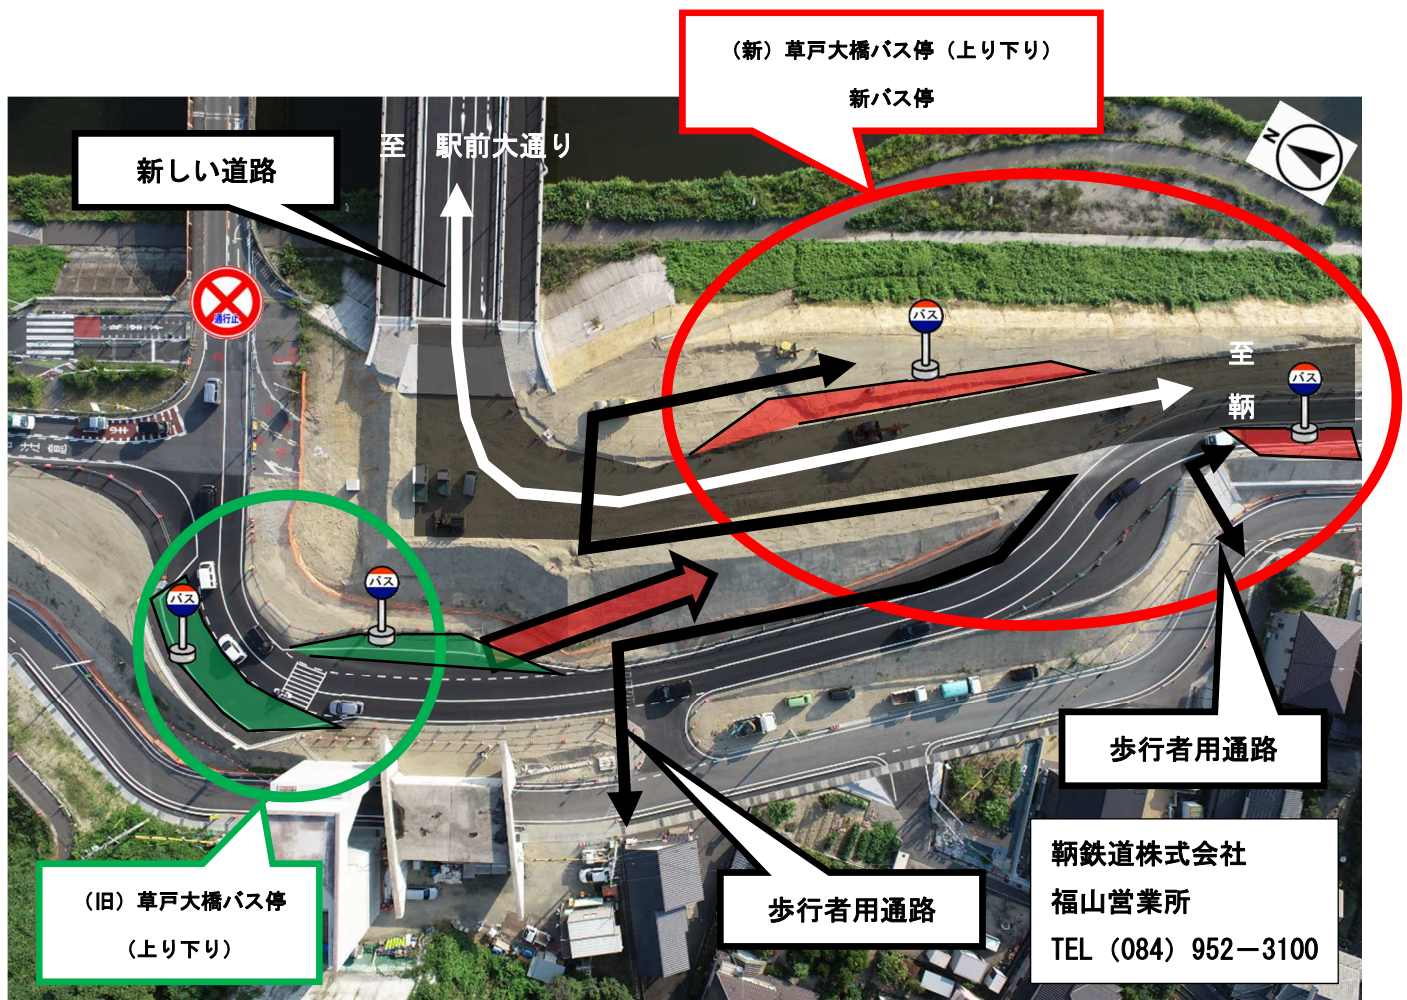 （新）草戸大橋バス停（上り下り）
新バス停
N
至　駅前大通り
新しい道路
通行止
バス
至
鞆
バス
バス
バス
歩行者用通路
（旧）草戸大橋バス停
（上り下り）
歩行者用通路
鞆鉄道株式会社
福山営業所
TEL（084）952－3100